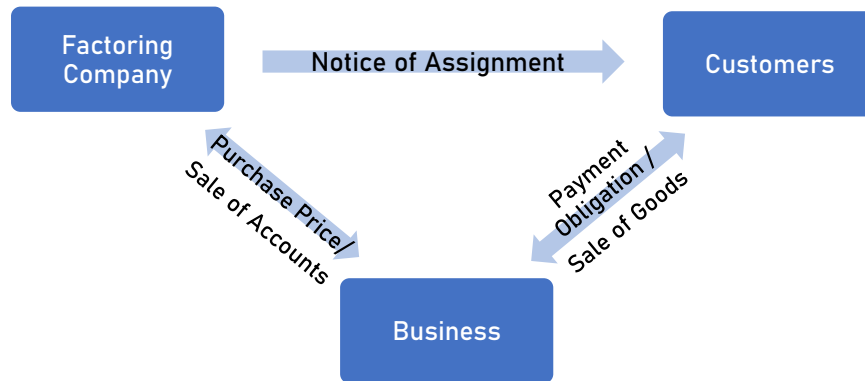 Factoring
Company
Notice of Assignment
Customers
Purchase Price/
Sale of Accounts
Payment
Obligation /
Sale of Goods
Business